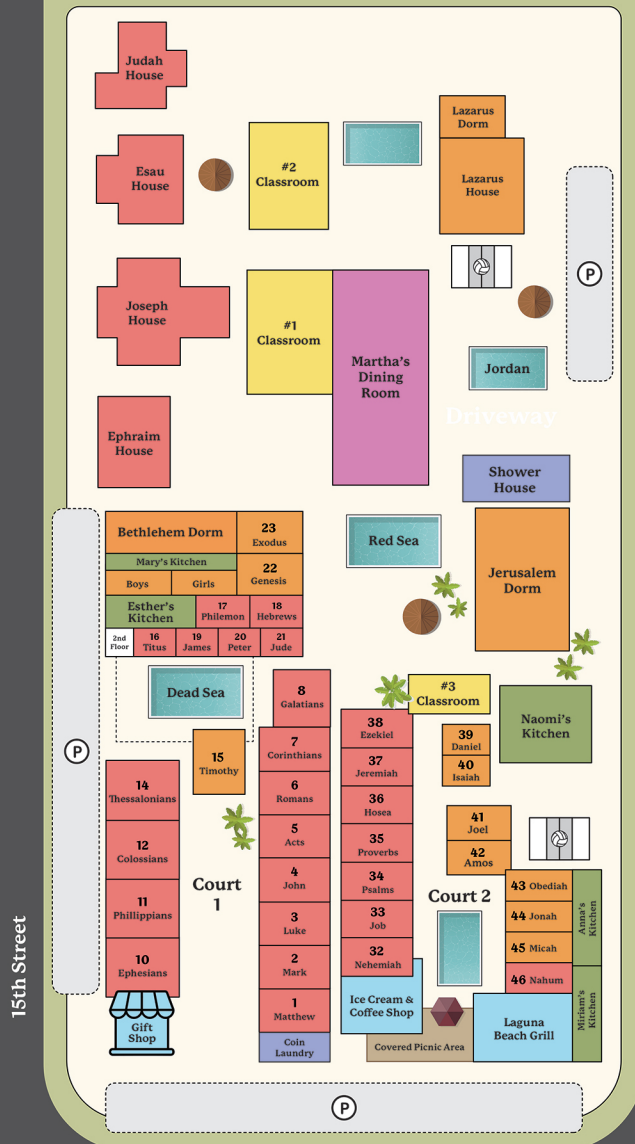 Judah
House
Lazarus
Dorm
Esau
House
#2
Classroom
Lazarus
House
P
Joseph
House
#1
Classroom
Martha's
Dining
Room
Jordan
Driveway
Ephraim
House
Shower
House
Bethlehem Dorm
23
Exodus
Mary's Kitchen
22
Genesis
Boys
Girls
Esther's
Kitchen
17
Philemon
18
Hebrews
2nd
Floor
16
Titus
19
James
20
Peter
21
Jude
Red Sea
Jerusalem
Dorm
Dead Sea
8
Galatians
#3
Classroom
Naomi's
Kitchen
P
15
Timothy
7
Corinthians
38
Ezekiel
39
Daniel
40
Isaiah
14
Thessalonians
6
Romans
37
Jeremiah
36
Hosea
12
Colossians
5
Acts
35
Proverbs
41
Joel
42
Amos
11
Phillippians
Court
1
4
John
34
Psalms
Court 2
43 Obediah
44 Jonah
45 Micah
46 Nahum
Anna's
Kitchen
Miriam's
Kitchen
10
Ephesians
3
Luke
33
Job
2
Mark
32
Nehemiah
1
Matthew
Gift
Shop
Coin
Laundry
Ice Cream &
Coffee Shop
Covered Picnic Area
Laguna
Beach Grill
15th Street
P